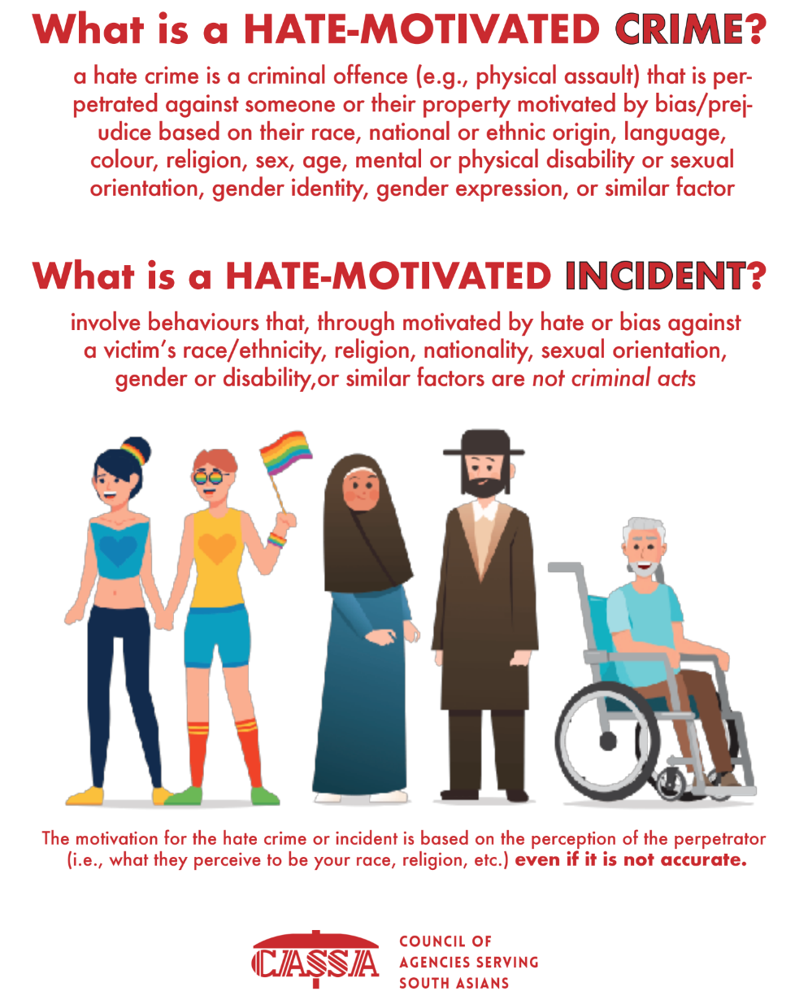 What is a HATE-MOTIVATED CRIME?
a hate crime is a criminal offence (e.g., physical assault) that is per-
petrated against someone or their property motivated by bias/prej-
udice based on their race, national or ethnic origin, language,
colour, religion, sex, age, mental or physical disability or sexual
orientation, gender identity, gender expression, or similar factor
What is a HATE-MOTIVATED INCIDENT?
involve behaviours that, through motivated by hate or bias against
a victim's race/ethnicity, religion, nationality, sexual orientation,
gender or disability,or similar factors are not criminal acts
The motivation for the hate crime or incident is based on the perception of the perpetrator
(i.e., what they perceive to be your race, religion, etc.) even if it is not accurate.
CASSA
COUNCIL OF
AGENCIES SERVING
SOUTH ASIANS